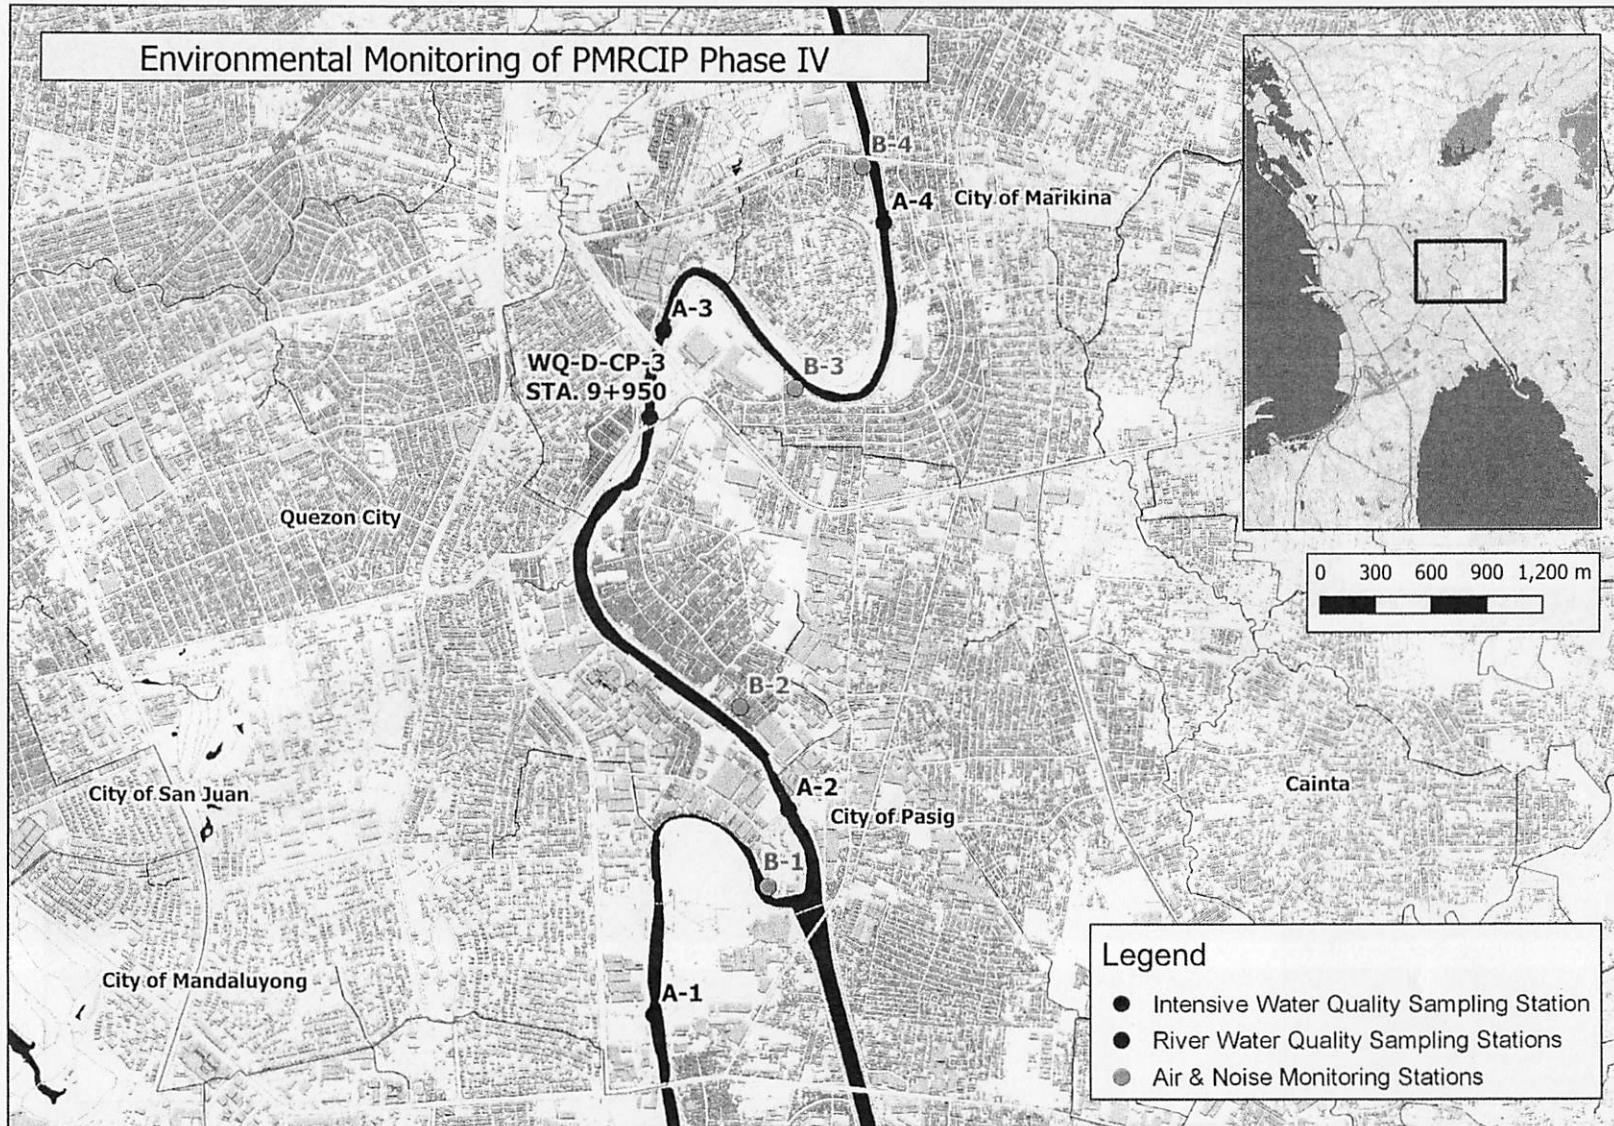 Environmental Monitoring of PMRCIP Phase IV
B-4
A-4
City of Marikina
A-3
WQ-D-CP-3
STA. 9+950
B-3
Quezon City
0 300 600 900 1,200 m
B-2
City of San Juan
A-2
City of Pasig
Cainta
B-1
City of Mandaluyong
A-1
Legend
Intensive Water Quality Sampling Station
River Water Quality Sampling Stations
Air & Noise Monitoring Stations